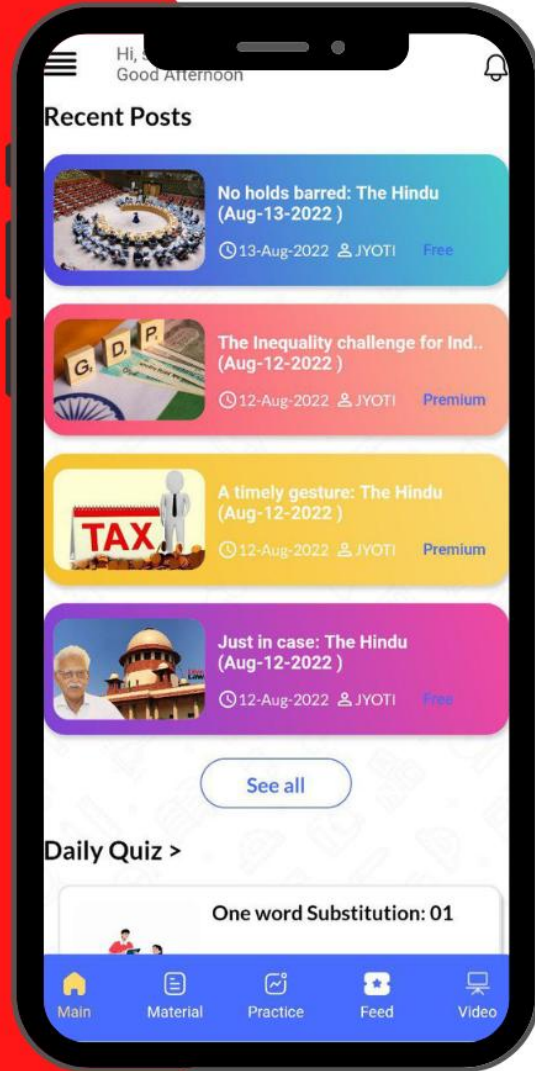 Hi, s
Good Afternoon
Recent Posts
No holds barred: The Hindu
(Aug-13-2022 )
13-Aug-2022 JYOTI Free
G D P
The Inequality challenge for Ind..
(Aug-12-2022 )
12-Aug-2022 JYOTI Premium
TAX
A timely gesture: The Hindu
(Aug-12-2022 )
12-Aug-2022 JYOTI Premium
Just in case: The Hindu
(Aug-12-2022 )
12-Aug-2022 JYOTI Free
See all
Daily Quiz >
One word Substitution: 01
Main Material Practice Feed Video